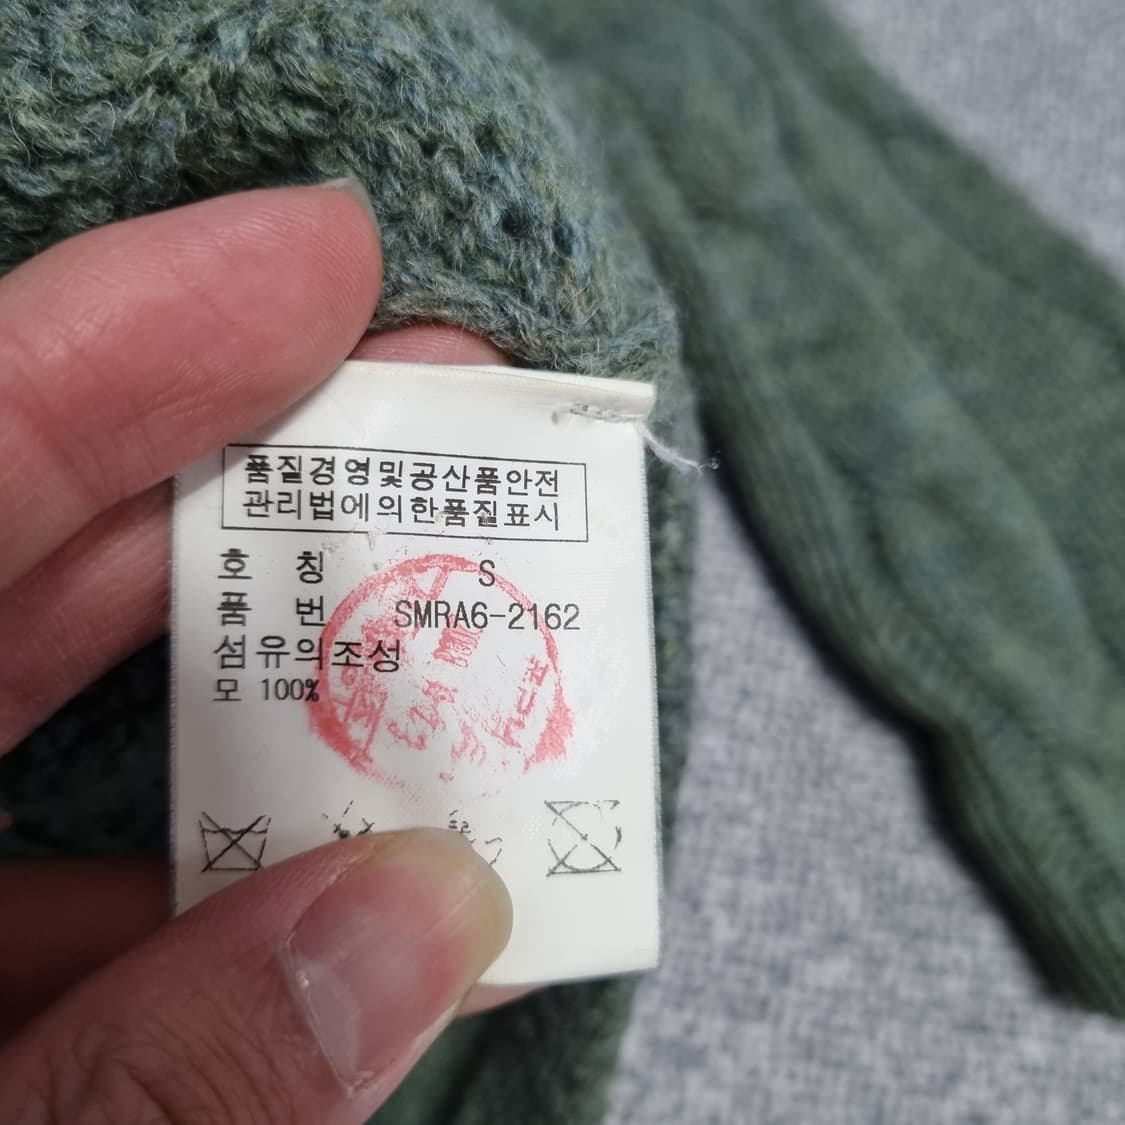 품질경영및공산품안전
관리법에의한품질표시
호 칭 S
품 번 SMRA6-2162
섬유의조성
모 100%